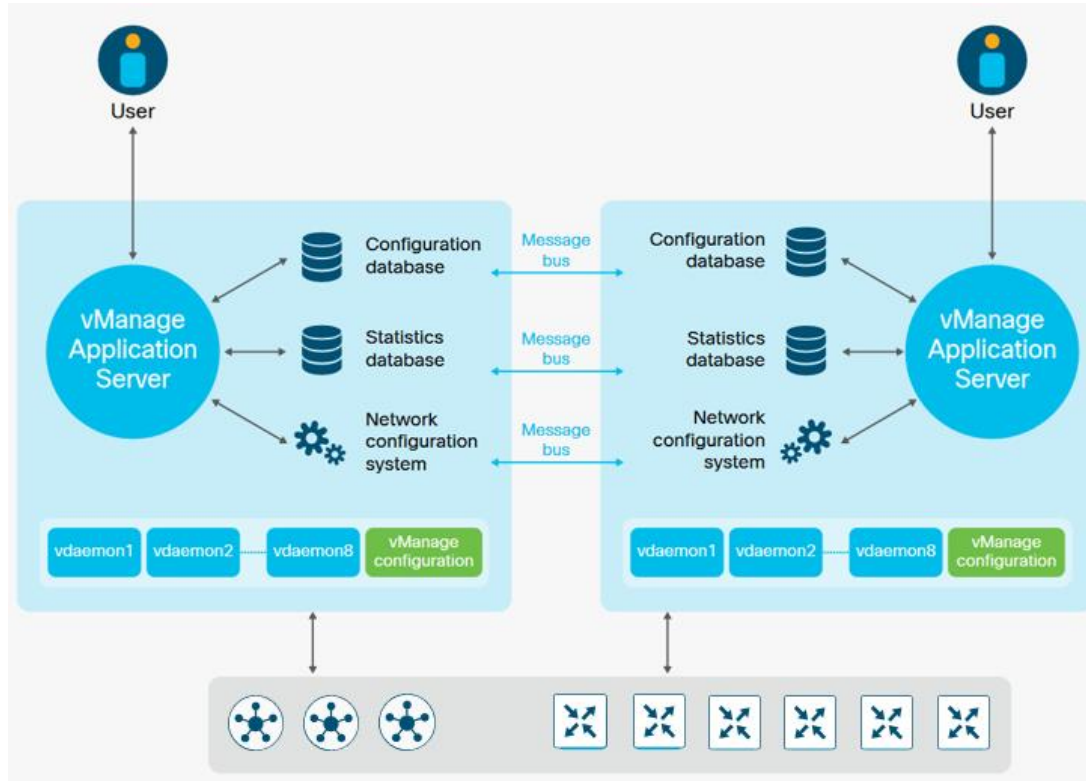 User
User
Configuration
database
Message
bus
Configuration
database
vManage
Application
Server
Statistics
database
Message
bus
Statistics
database
vManage
Application
Server
Network
configuration
system
Message
bus
Network
configuration
system
vdaemon1
vdaemon2
vdaemon8
vManage
configuration
vdaemon1
vdaemon2
vdaemon8
vManage
configuration